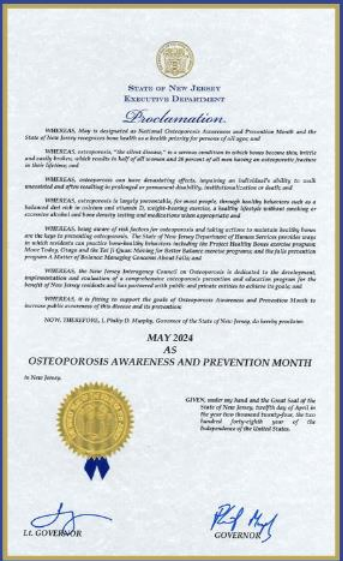 STATE OF NEW JERSEY
EXECUTIVE DEPARTMENT
Proclamation
WHEREAS, May is designated as National Osteoporosis Awareness and Prevention Month and the
State of New Jersey recognizes bone health as a health priority for persons of all ages; and
WHEREAS, osteoporosis, "the silent disease," is a serious condition in which bones become thin, brittle
and easily broken, which results in half of all women and 20 percent of all men having an osteoporotic fracture
in their lifetime; and
WHEREAS, osteoporosis can have devastating effects, impairing an individual's ability to walk
unassisted and often resulting in prolonged or permanent disability, institutionalization or death; and
WHEREAS, osteoporosis is largely preventable, for most people, through healthy behaviors such as a
balanced diet rich in calcium and vitamin D, weight-bearing exercise, a healthy lifestyle without smoking or
excessive alcohol and bone density testing and medications when appropriate; and
WHEREAS, being aware of risk factors for osteoporosis and taking actions to maintain healthy bones
are the keys to preventing osteoporosis. The State of New Jersey Department of Human Services provides ways
in which residents can practice bone-healthy behaviors including the Project Healthy Bones exercise program;
Move Today, and the Tai Ji Quan: Moving for Better Balance exercise programs; and the falls prevention
program A Matter of Balance: Managing Concerns About Falls; and
WHEREAS, the New Jersey Interagency Council on Osteoporosis is dedicated to the development,
implementation and evaluation of a comprehensive osteoporosis prevention and education program for the
benefit of New Jersey residents and has partnered with public and private entities to achieve its goals; and
WHEREAS, it is fitting to support the goals of Osteoporosis Awareness and Prevention Month to
increase public awareness of this disease and its prevention;
NOW, THEREFORE, I, Philip D. Murphy, Governor of the State of New Jersey, do hereby proclaim
MAY 2024
AS
OSTEOPOROSIS AWARENESS AND PREVENTION MONTH
in New Jersey.
GIVEN, under my hand and the Great Seal of the
State of New Jersey, twelfth day of April in
the year two thousand twenty-four, the two
hundred forty-eighth year of the
Independence of the United States.
LT. GOVERNOR
GOVERNOR